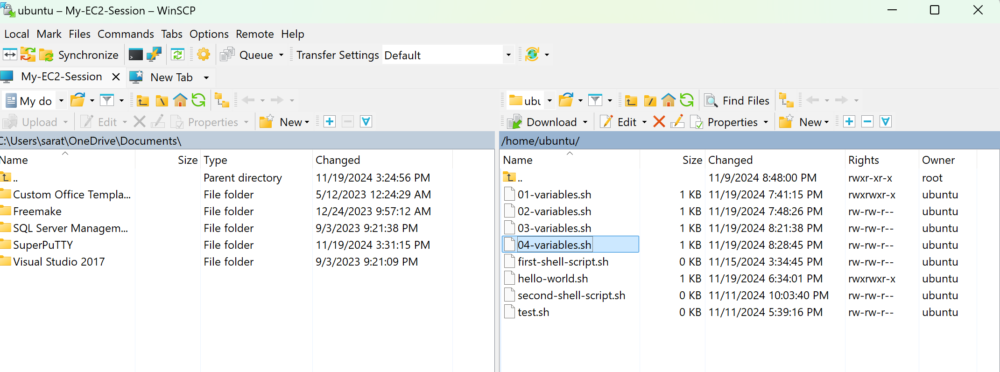 ubuntu – My-EC2-Session – WinSCP
Local Mark Files Commands Tabs Options Remote Help
Synchronize Queue Transfer Settings Default
My-EC2-Session New Tab
My do ubu Find Files
Upload Edit Properties New Download Edit Properties New
C:\Users\sarat\OneDrive\Documents\ /home/ubuntu/
Name Size Type Changed Name Size Changed Rights Owner
.. Parent directory 11/19/2024 3:24:56 PM .. 11/9/2024 8:48:00 PM rwxr-xr-x root
Custom Office Templa... File folder 5/12/2023 12:24:29 AM 01-variables.sh 1 KB 11/19/2024 7:41:15 PM rwxrwxr-x ubuntu
Freemake File folder 12/24/2023 9:57:12 AM 02-variables.sh 1 KB 11/19/2024 7:48:26 PM rw-rw-r-- ubuntu
SQL Server Managem... File folder 9/3/2023 9:21:38 PM 03-variables.sh 1 KB 11/19/2024 8:21:38 PM rw-rw-r-- ubuntu
SuperPuTTY File folder 11/19/2024 3:31:15 PM 04-variables.sh 1 KB 11/19/2024 8:28:45 PM rw-rw-r-- ubuntu
Visual Studio 2017 File folder 9/3/2023 9:21:09 PM first-shell-script.sh 0 KB 11/15/2024 3:34:45 PM rw-rw-r-- ubuntu
hello-world.sh 1 KB 11/19/2024 6:34:01 PM rwxrwxr-x ubuntu
second-shell-script.sh 0 KB 11/11/2024 10:03:40 PM rw-rw-r-- ubuntu
test.sh 0 KB 11/11/2024 5:39:16 PM rw-rw-r-- ubuntu